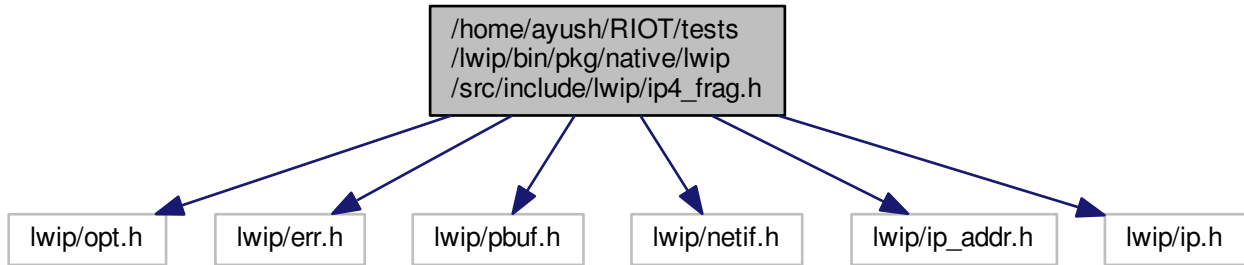 /home/ayush/RIOT/tests
/lwip/bin/pkg/native/lwip
/src/include/lwip/ip4_frag.h
lwip/opt.h
lwip/err.h
lwip/pbuf.h
lwip/netif.h
lwip/ip_addr.h
lwip/ip.h